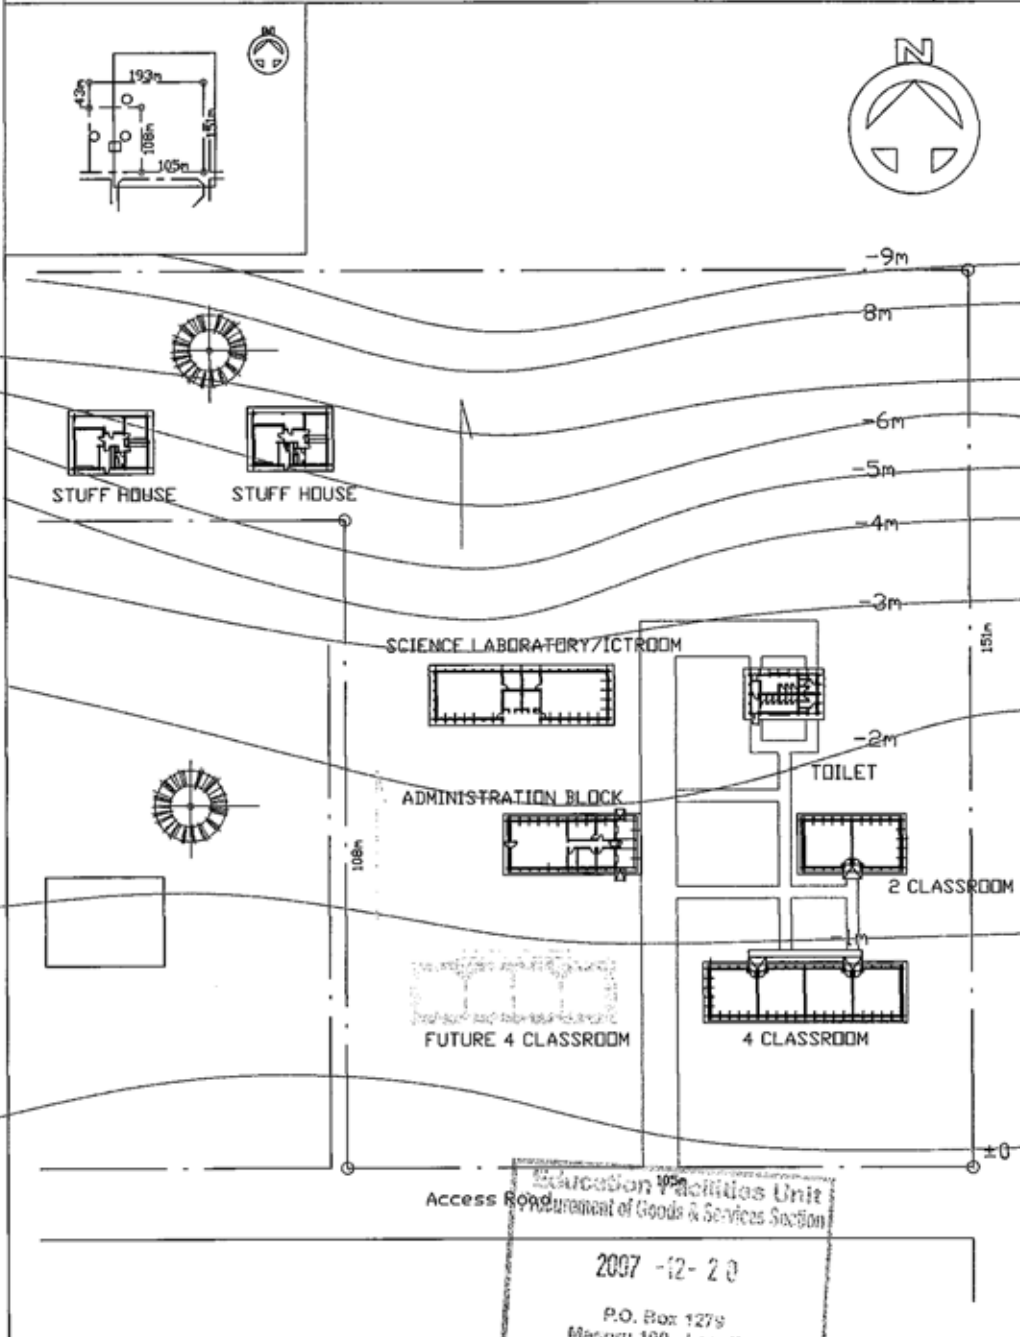 N
193m
43m
108m
151m
105m
N
-9m
8m
-6m
-5m
STUFF HOUSE
STUFF HOUSE
-4m
-3m
151m
SCIENCE LABORATORY/ICTROOM
-2m
TOILET
ADMINISTRATION BLOCK
108m
2 CLASSROOM
-1m
FUTURE 4 CLASSROOM
4 CLASSROOM
±0
105m
Access Road
Education Facilities Unit
Procurement of Goods & Services Section
2007 -12- 20
P.O. Box 1279